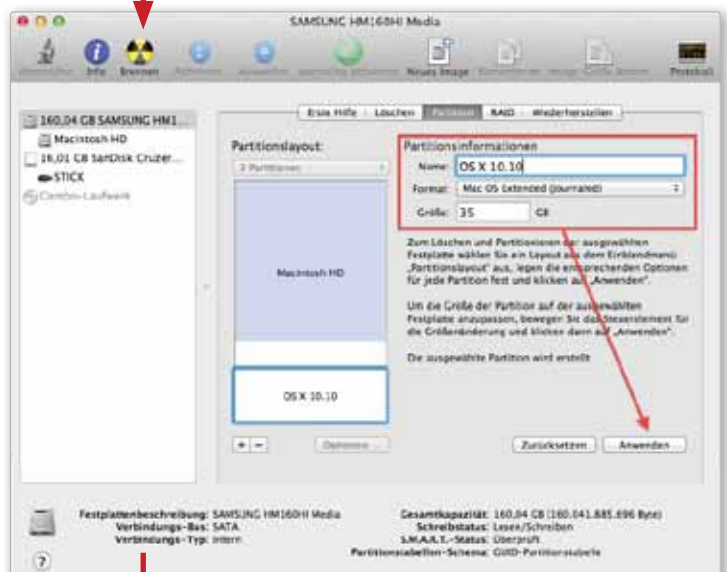 SAMSUNG HM160HI Media
Info
Brennen
Neues Image
Protokoll
Erste Hilfe
Löschen
Partition
RAID
Wiederherstellen
160,04 GB SAMSUNG HM1...
Macintosh HD
16,01 GB SanDisk Cruzer...
STICK
Combo-Laufwerk
Partitionslayout:
2 Partitionen
Macintosh HD
OS X 10.10
+ −
Optionen ...
Partitionsinformationen
Name: OS X 10.10
Format: Mac OS Extended (Journaled)
Größe: 35 GB
Zum Löschen und Partitionieren der ausgewählten
Festplatte wählen Sie ein Layout aus dem Einblendmenü
„Partitionslayout“ aus, legen die entsprechenden Optionen
für jede Partition fest und klicken auf „Anwenden“.
Um die Größe der Partition auf der ausgewählten
Festplatte anzupassen, bewegen Sie das Steuerelement für
die Größenänderung und klicken dann auf „Anwenden“.
Die ausgewählte Partition wird erstellt
Zurücksetzen
Anwenden
Festplattenbeschreibung: SAMSUNG HM160HI Media
Verbindungs-Bus: SATA
Verbindungs-Typ: Intern
Gesamtkapazität: 160,04 GB (160.041.885.696 Byte)
Schreibstatus: Lesen/Schreiben
S.M.A.R.T.-Status: Überprüft
Partitionstabellen-Schema: GUID-Partitionstabelle
?